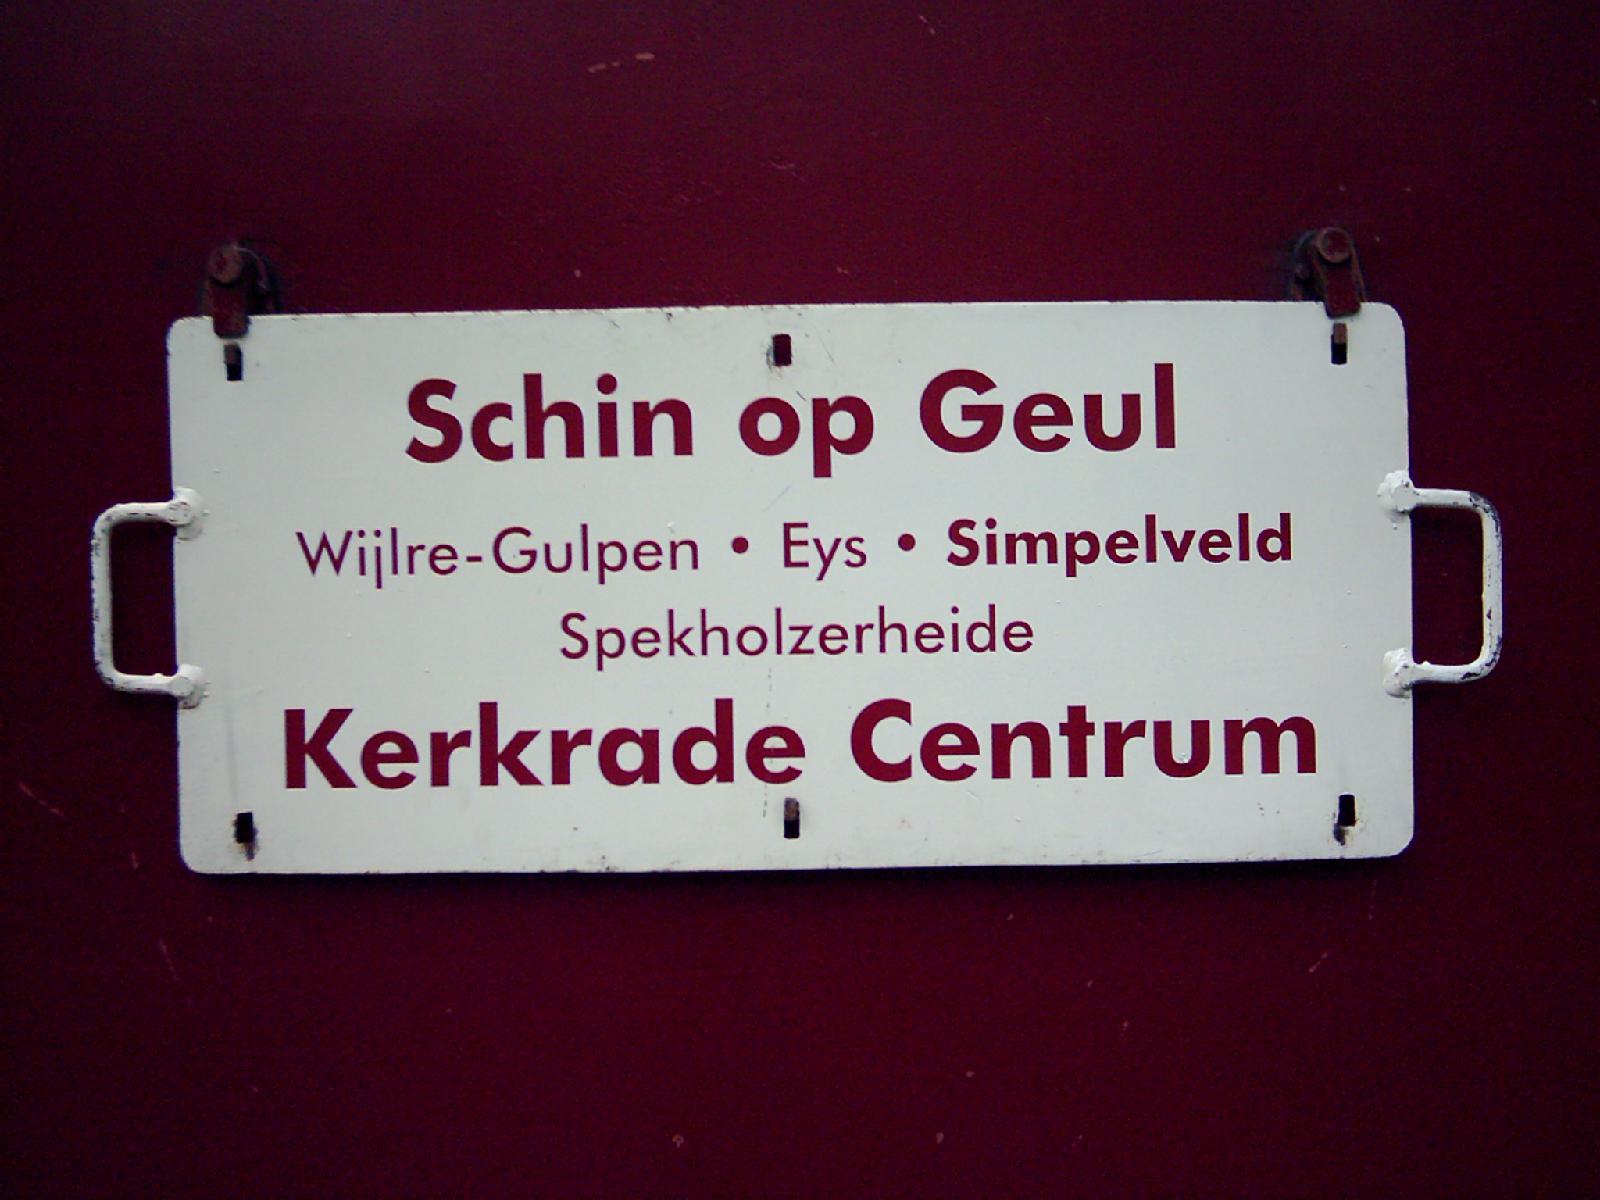 Schin op Geul
Wijlre-Gulpen • Eys • Simpelveld
Spekholzerheide
Kerkrade Centrum